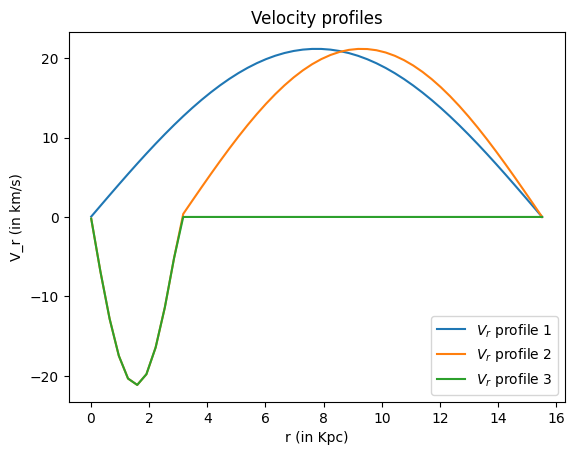 Velocity profiles
V_r (in km/s)
20
10
0
−10
−20
V_r profile 1
V_r profile 2
V_r profile 3
0 2 4 6 8 10 12 14 16
r (in Kpc)